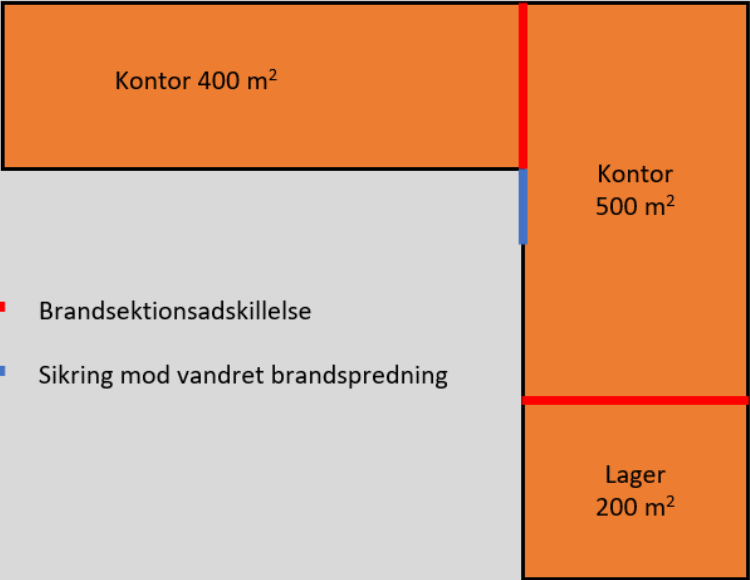 Kontor 400 m²
Kontor
500 m²
Brandsektionsadskillelse
Sikring mod vandret brandspredning
Lager
200 m²